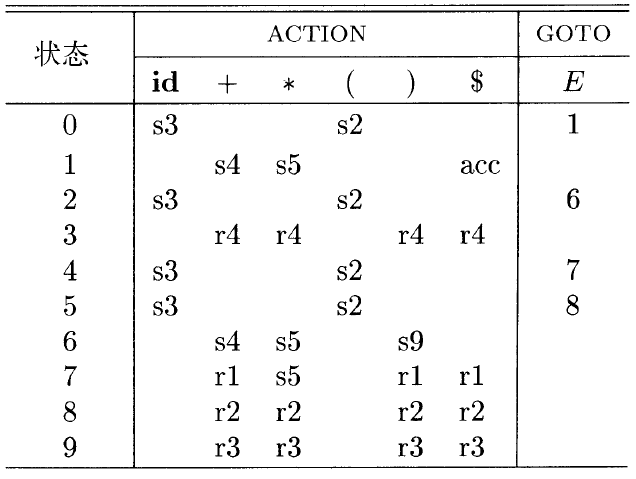 状态 ACTION GOTO
id + * ( ) $ E
0 s3 s2 1
1 s4 s5 acc
2 s3 s2 6
3 r4 r4 r4 r4
4 s3 s2 7
5 s3 s2 8
6 s4 s5 s9
7 r1 s5 r1 r1
8 r2 r2 r2 r2
9 r3 r3 r3 r3